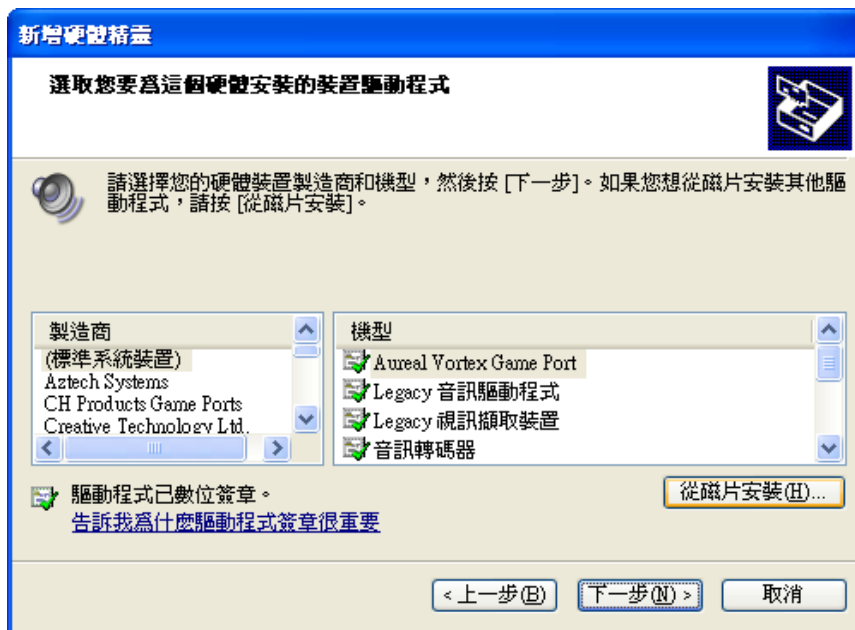 新增硬體精靈
選取您要為這個硬體安裝的裝置驅動程式
請選擇您的硬體裝置製造商和機型，然後按 [下一步]。如果您想從磁片安裝其他驅
動程式，請按 [從磁片安裝]。
製造商
(標準系統裝置)
Aztech Systems
CH Products Game Ports
Creative Technology Ltd.
機型
Aureal Vortex Game Port
Legacy 音訊驅動程式
Legacy 視訊擷取裝置
音訊轉碼器
驅動程式已數位簽章。
告訴我為什麼驅動程式簽章很重要
從磁片安裝(H)...
< 上一步(B)
下一步(N) >
取消